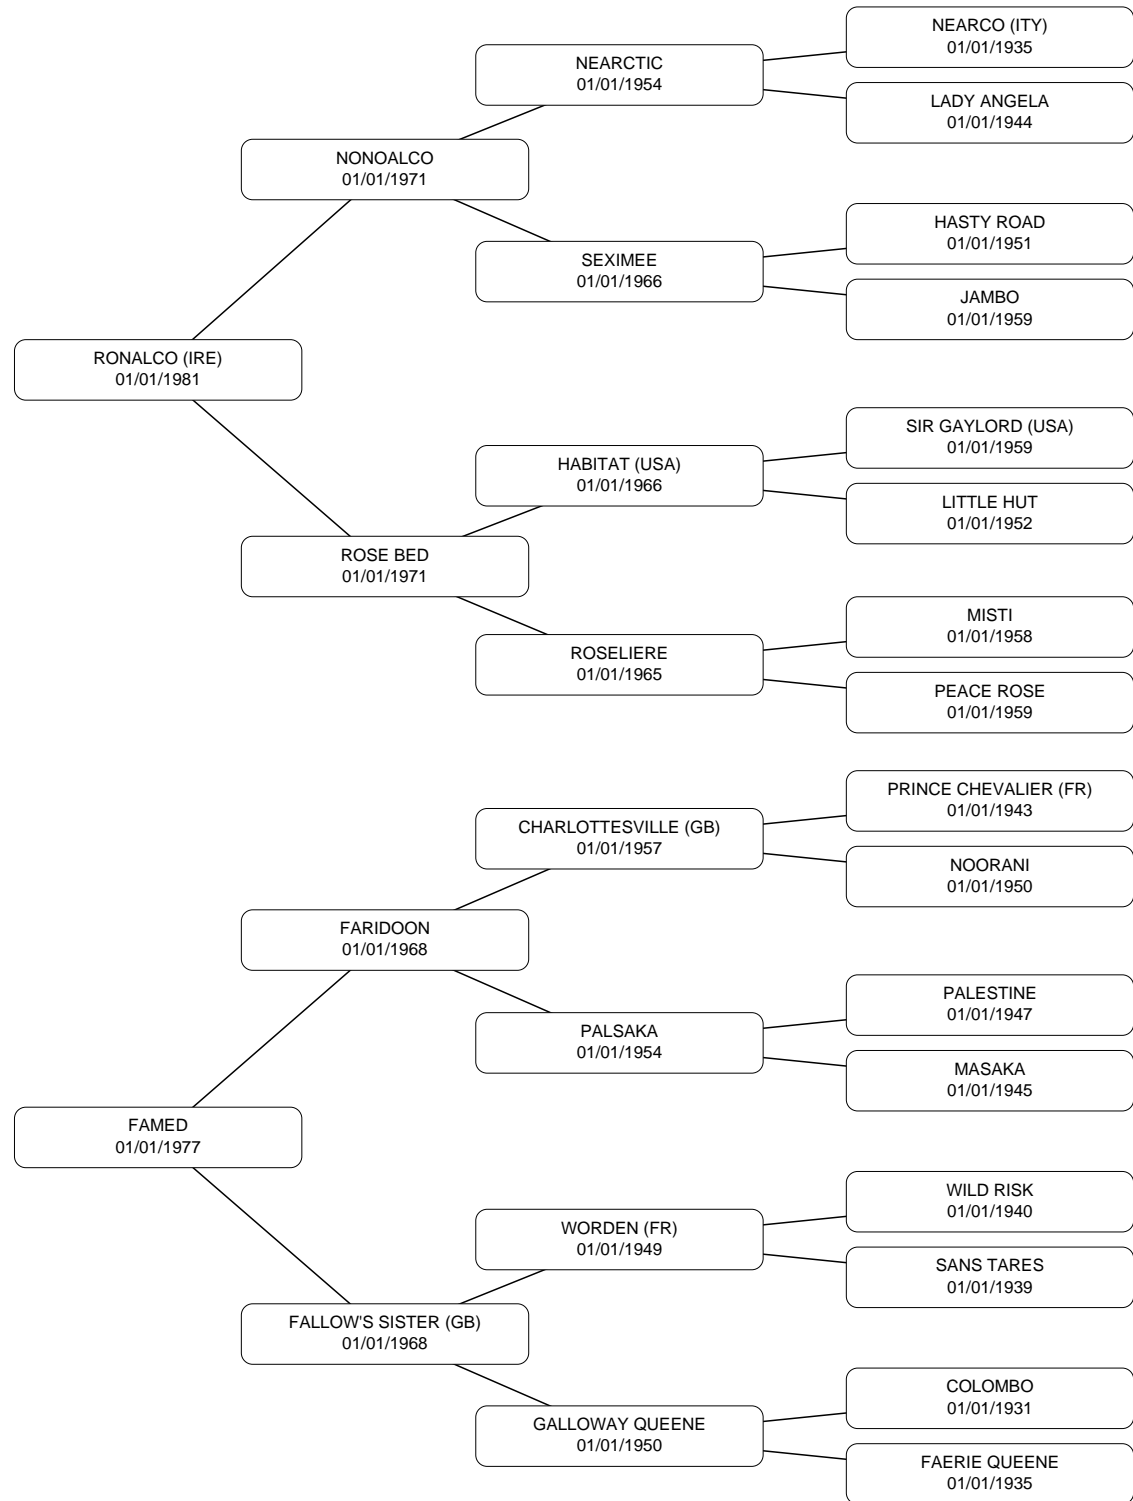 NEARCO (ITY)
01/01/1935
NEARCTIC
01/01/1954
LADY ANGELA
01/01/1944
NONOALCO
01/01/1971
HASTY ROAD
01/01/1951
SEXIMEE
01/01/1966
JAMBO
01/01/1959
RONALCO (IRE)
01/01/1981
SIR GAYLORD (USA)
01/01/1959
HABITAT (USA)
01/01/1966
LITTLE HUT
01/01/1952
ROSE BED
01/01/1971
MISTI
01/01/1958
ROSELIERE
01/01/1965
PEACE ROSE
01/01/1959
PRINCE CHEVALIER (FR)
01/01/1943
CHARLOTTESVILLE (GB)
01/01/1957
NOORANI
01/01/1950
FARIDOON
01/01/1968
PALESTINE
01/01/1947
PALSAKA
01/01/1954
MASAKA
01/01/1945
FAMED
01/01/1977
WILD RISK
01/01/1940
WORDEN (FR)
01/01/1949
SANS TARES
01/01/1939
FALLOW'S SISTER (GB)
01/01/1968
COLOMBO
01/01/1931
GALLOWAY QUEENE
01/01/1950
FAERIE QUEENE
01/01/1935